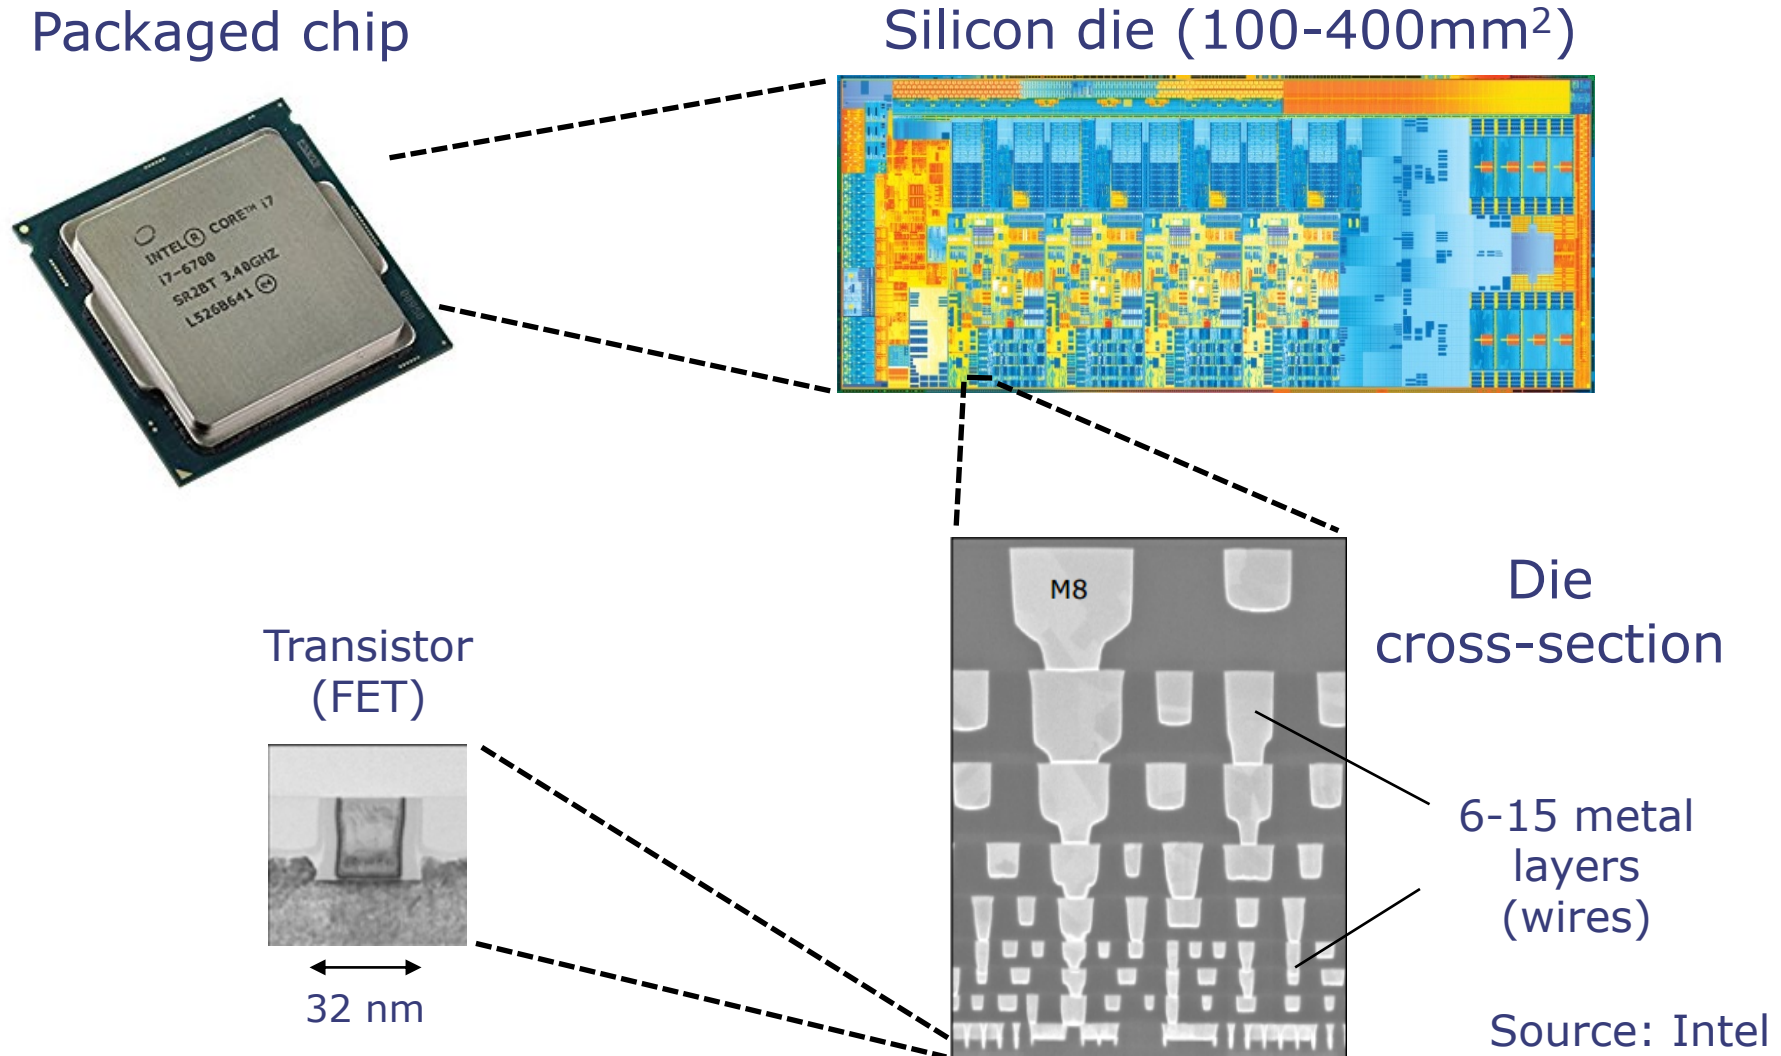 Packaged chip
Silicon die (100-400mm²)
INTEL® CORE™ i7
i7-6700
SR2BT 3.40GHZ
L526B641 e4
M8
Die
cross-section
Transistor
(FET)
6-15 metal
layers
(wires)
32 nm
Source: Intel